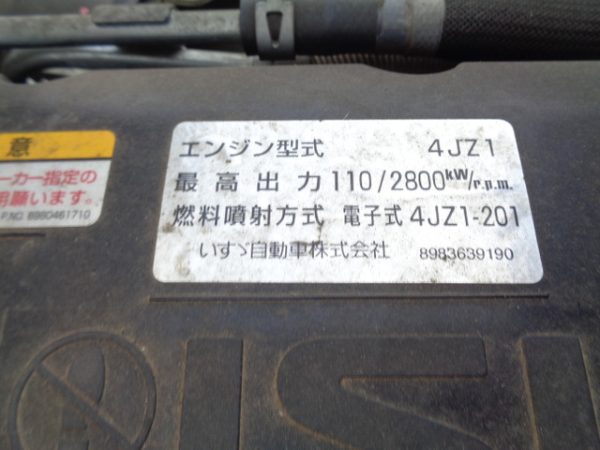 意
ーカー指定の
用願います。
P.NO. 8980461710
エンジン型式 4JZ1
最高出力 110/2800kW/r.p.m.
燃料噴射方式 電子式 4JZ1-201
いすゞ自動車株式会社 8983639190
ISI